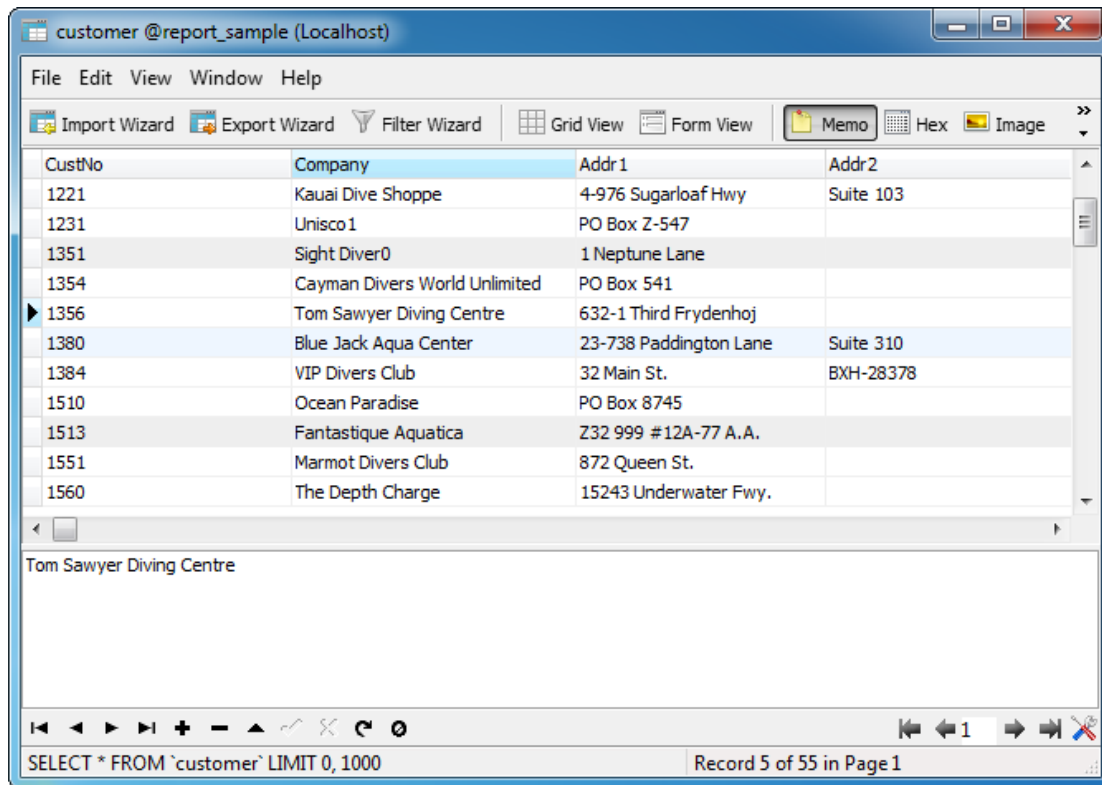 customer @report_sample (Localhost)
File Edit View Window Help
Import Wizard Export Wizard Filter Wizard Grid View Form View Memo Hex Image
CustNo Company Addr1 Addr2
1221 Kauai Dive Shoppe 4-976 Sugarloaf Hwy Suite 103
1231 Unisco1 PO Box Z-547
1351 Sight Diver0 1 Neptune Lane
1354 Cayman Divers World Unlimited PO Box 541
1356 Tom Sawyer Diving Centre 632-1 Third Frydenhoj
1380 Blue Jack Aqua Center 23-738 Paddington Lane Suite 310
1384 VIP Divers Club 32 Main St. BXH-28378
1510 Ocean Paradise PO Box 8745
1513 Fantastique Aquatica Z32 999 #12A-77 A.A.
1551 Marmot Divers Club 872 Queen St.
1560 The Depth Charge 15243 Underwater Fwy.
Tom Sawyer Diving Centre
1
SELECT * FROM `customer` LIMIT 0, 1000 Record 5 of 55 in Page 1